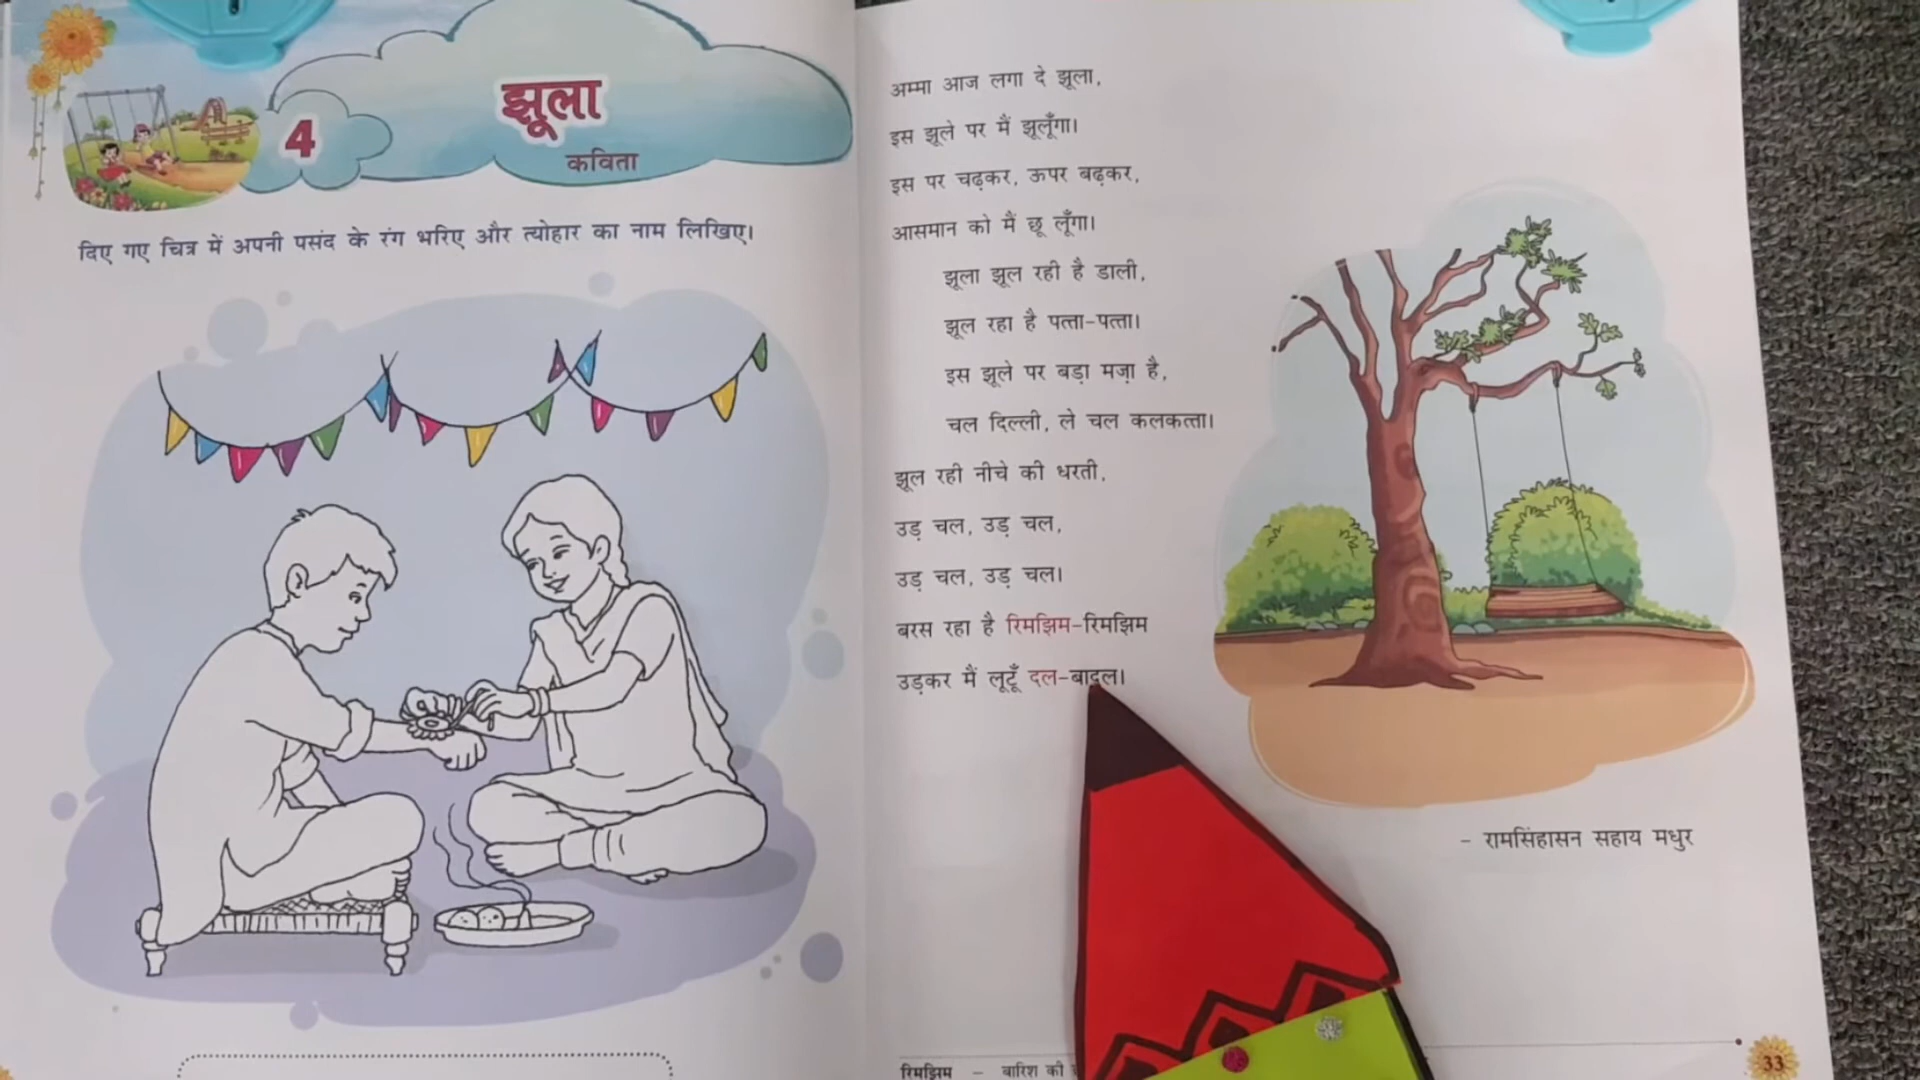 4
झूला
कविता
दिए गए चित्र में अपनी पसंद के रंग भरिए और त्योहार का नाम लिखिए।
अम्मा आज लगा दे झूला,
इस झूले पर मैं झूलूँगा।
इस पर चढ़कर, ऊपर बढ़कर,
आसमान को मैं छू लूँगा।
झूला झूल रही है डाली,
झूल रहा है पत्ता-पत्ता।
इस झूले पर बड़ा मज़ा है,
चल दिल्ली, ले चल कलकत्ता।
झूल रही नीचे की धरती,
उड़ चल, उड़ चल,
उड़ चल, उड़ चल।
बरस रहा है रिमझिम-रिमझिम
उड़कर मैं लूटूँ दल-बादल।
- रामसिंहासन सहाय मधुर
रिमझिम – बारिश की
33